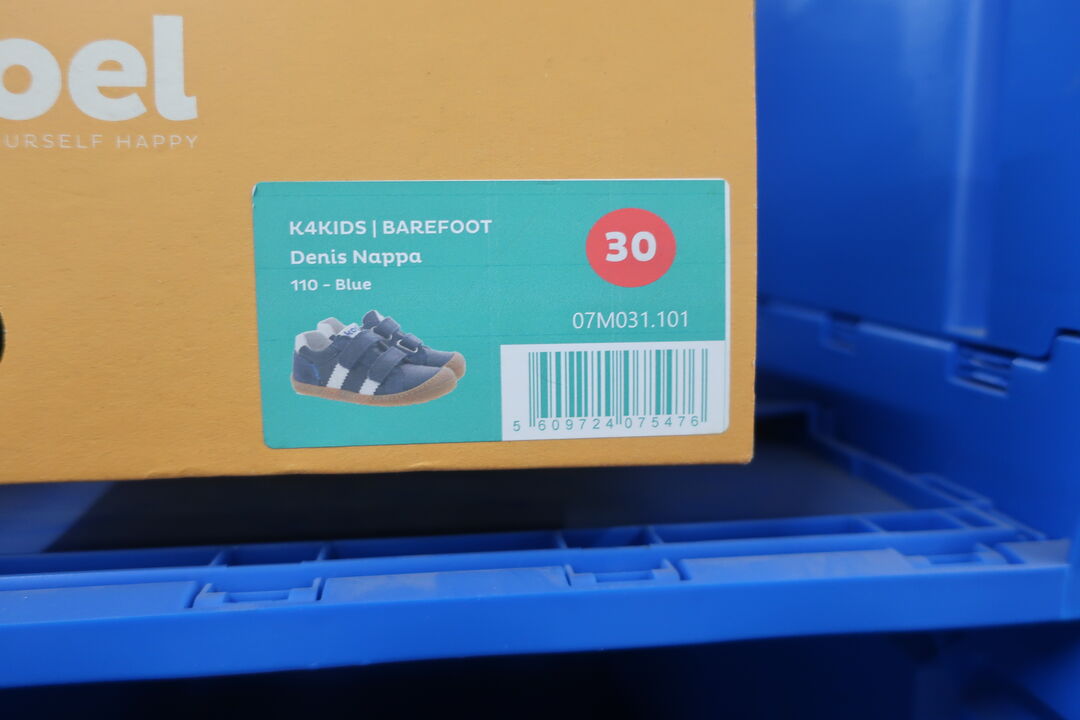 oel
URSELF HAPPY
K4KIDS | BAREFOOT
Denis Nappa
110 - Blue
30
07M031.101
5 609724 075476